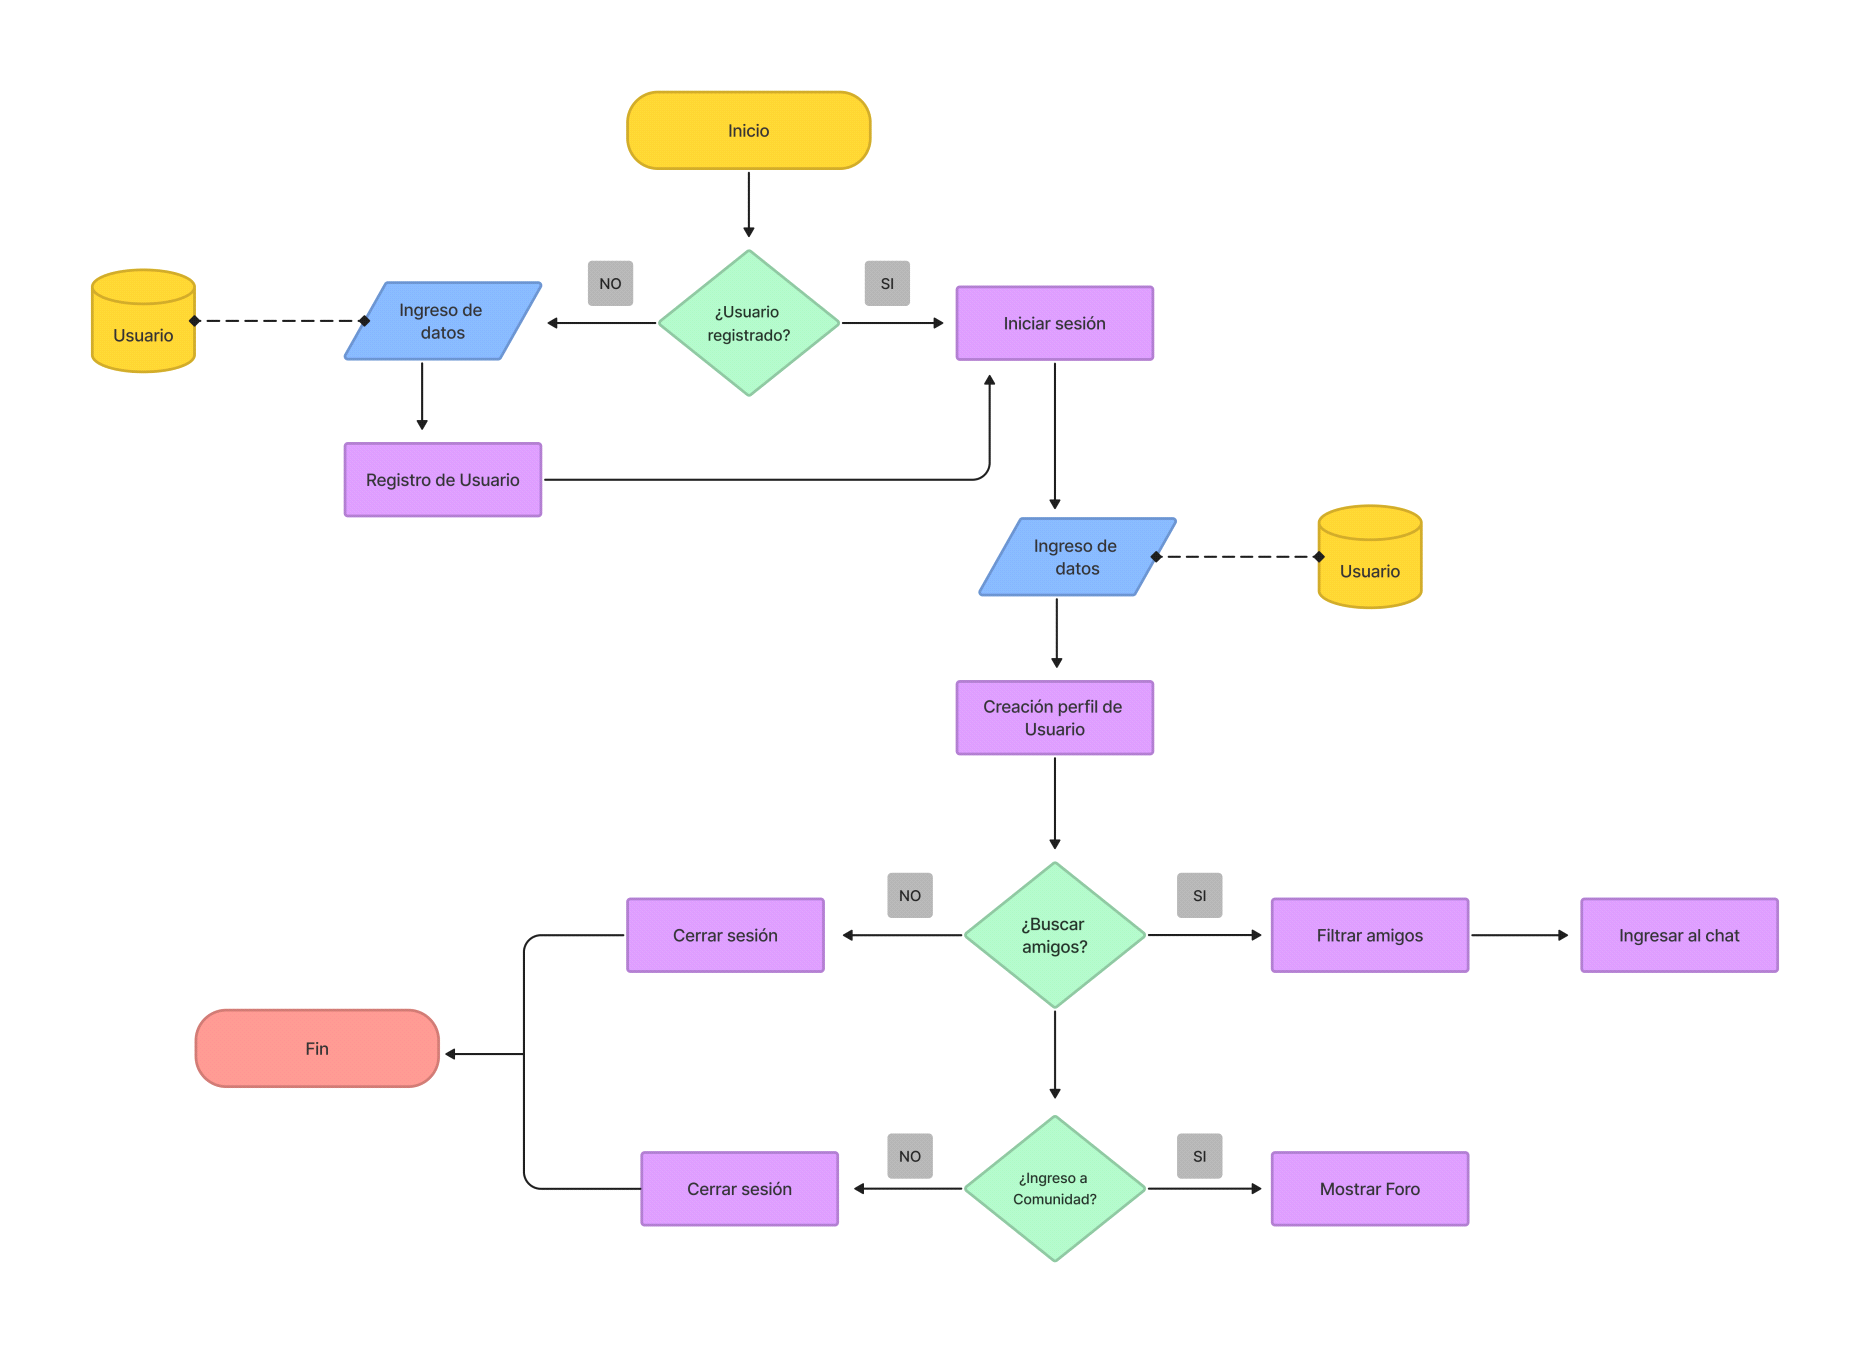 Inicio
NO
SI
Usuario
Ingreso de
datos
¿Usuario
registrado?
Iniciar sesión
Registro de Usuario
Ingreso de
datos
Usuario
Creación perfil de
Usuario
NO
SI
Cerrar sesión
¿Buscar
amigos?
Filtrar amigos
Ingresar al chat
Fin
NO
SI
Cerrar sesión
¿Ingreso a
Comunidad?
Mostrar Foro